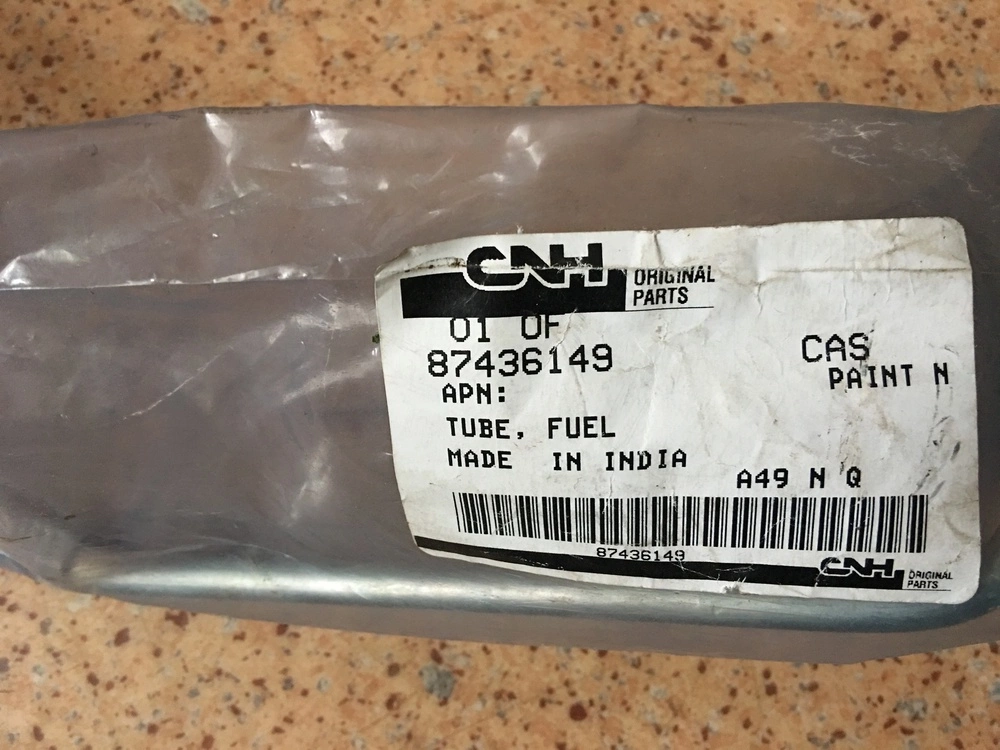 CNH
ORIGINAL
PARTS
01 OF
87436149
CAS
PAINT N
APN:
TUBE, FUEL
MADE IN INDIA
A49 N Q
87436149
CNH
ORIGINAL
PARTS